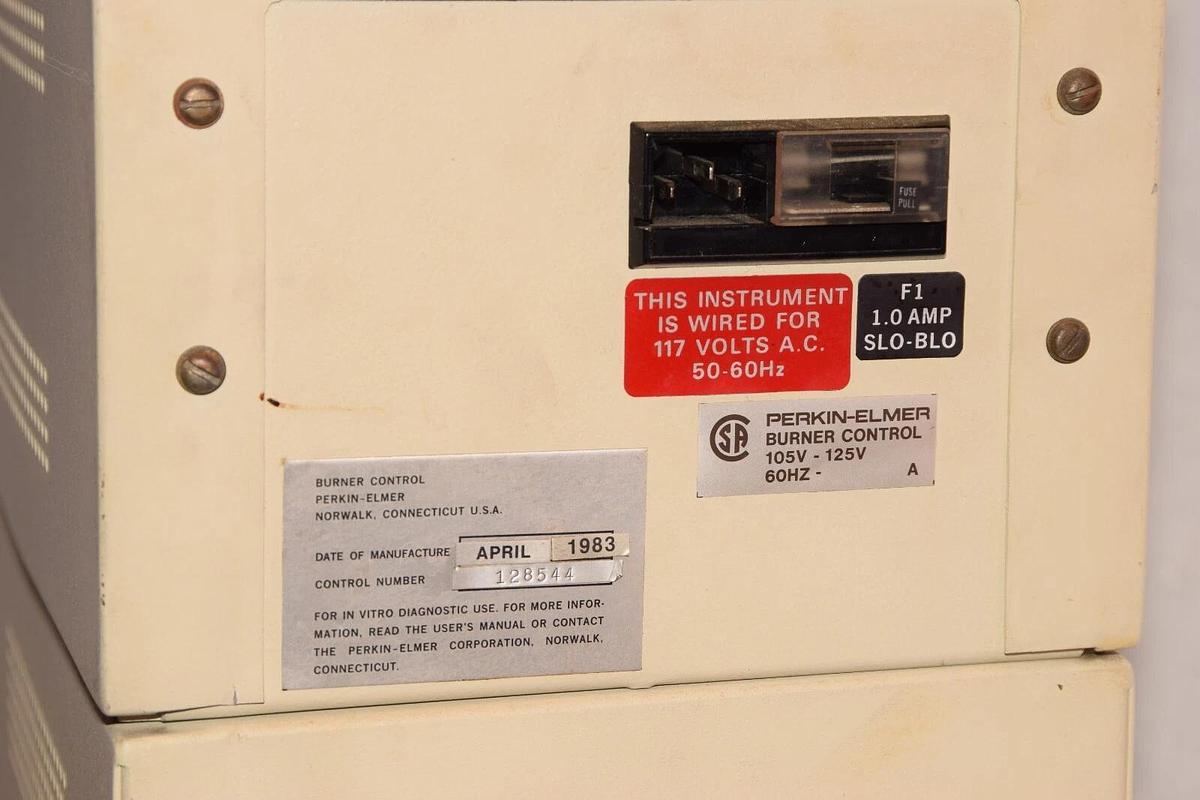 FUSE
PULL
THIS INSTRUMENT
IS WIRED FOR
117 VOLTS A.C.
50-60Hz
F1
1.0 AMP
SLO-BLO
SA
PERKIN-ELMER
BURNER CONTROL
105V - 125V
60HZ - A
BURNER CONTROL
PERKIN-ELMER
NORWALK, CONNECTICUT U.S.A.
DATE OF MANUFACTURE APRIL 1983
CONTROL NUMBER 128544
FOR IN VITRO DIAGNOSTIC USE. FOR MORE INFOR-
MATION, READ THE USER'S MANUAL OR CONTACT
THE PERKIN-ELMER CORPORATION, NORWALK,
CONNECTICUT.